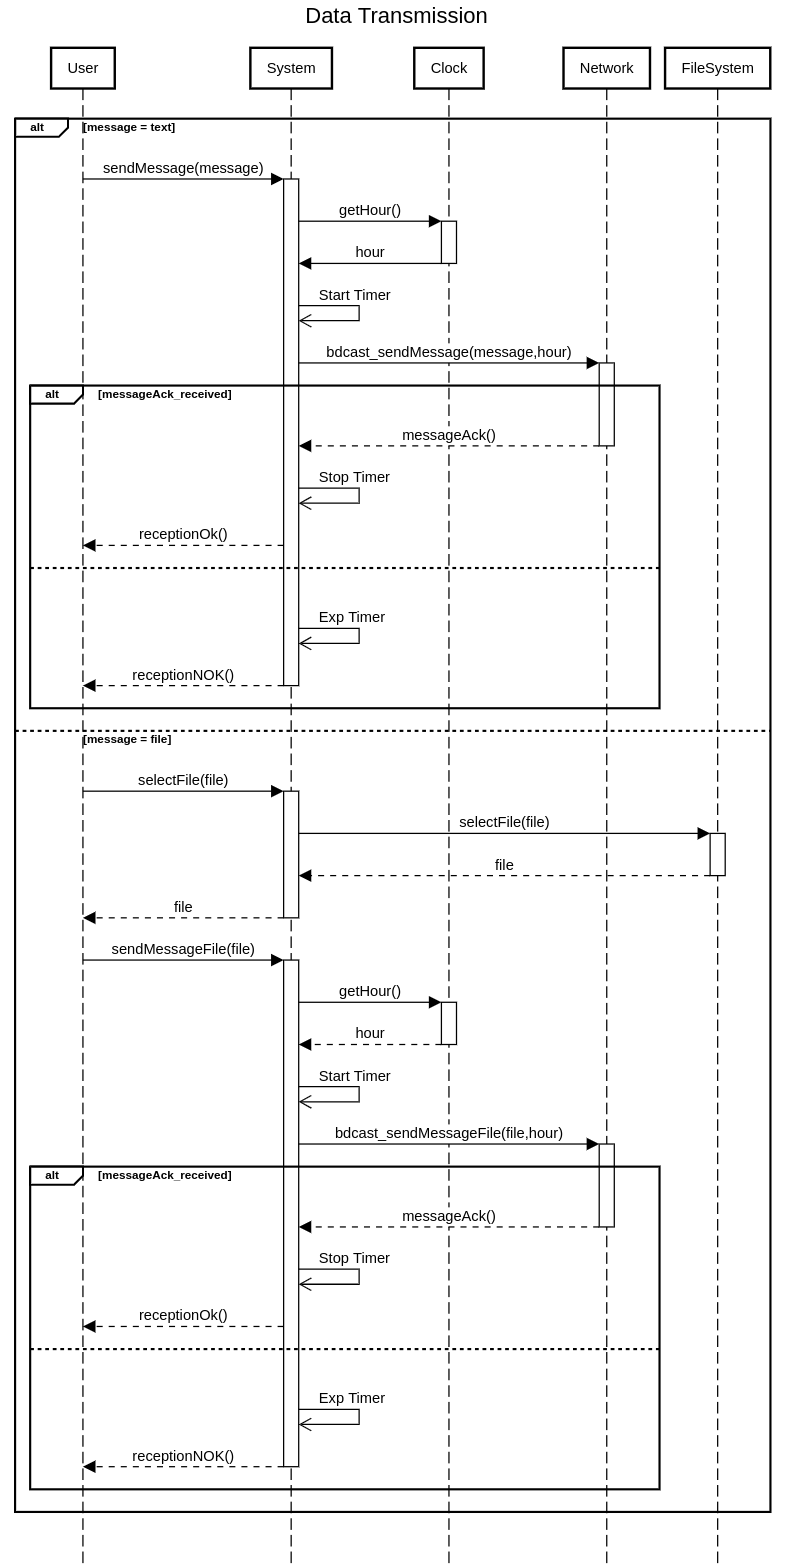 Data Transmission
User System Clock Network FileSystem
alt [message = text]
sendMessage(message)
getHour()
hour
Start Timer
bdcast_sendMessage(message,hour)
alt [messageAck_received]
messageAck()
Stop Timer
receptionOk()
Exp Timer
receptionNOK()
[message = file]
selectFile(file)
selectFile(file)
file
file
sendMessageFile(file)
getHour()
hour
Start Timer
bdcast_sendMessageFile(file,hour)
alt [messageAck_received]
messageAck()
Stop Timer
receptionOk()
Exp Timer
receptionNOK()